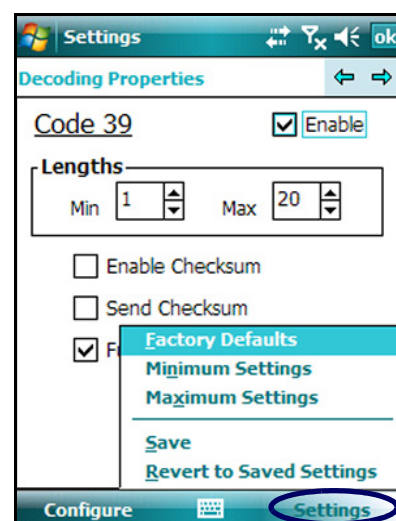 Settings ok
Decoding Properties
Code 39 Enable
Lengths
Min 1 Max 20
Enable Checksum
Send Checksum
Factory Defaults
Minimum Settings
Maximum Settings
Save
Revert to Saved Settings
Configure Settings